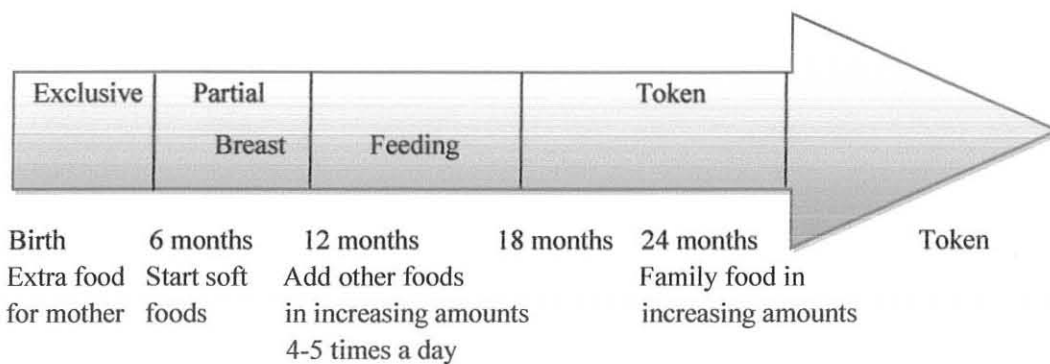 Exclusive Partial Token
Breast Feeding
Birth 6 months 12 months 18 months 24 months Token
Extra food Start soft Add other foods Family food in
for mother foods in increasing amounts increasing amounts
4-5 times a day